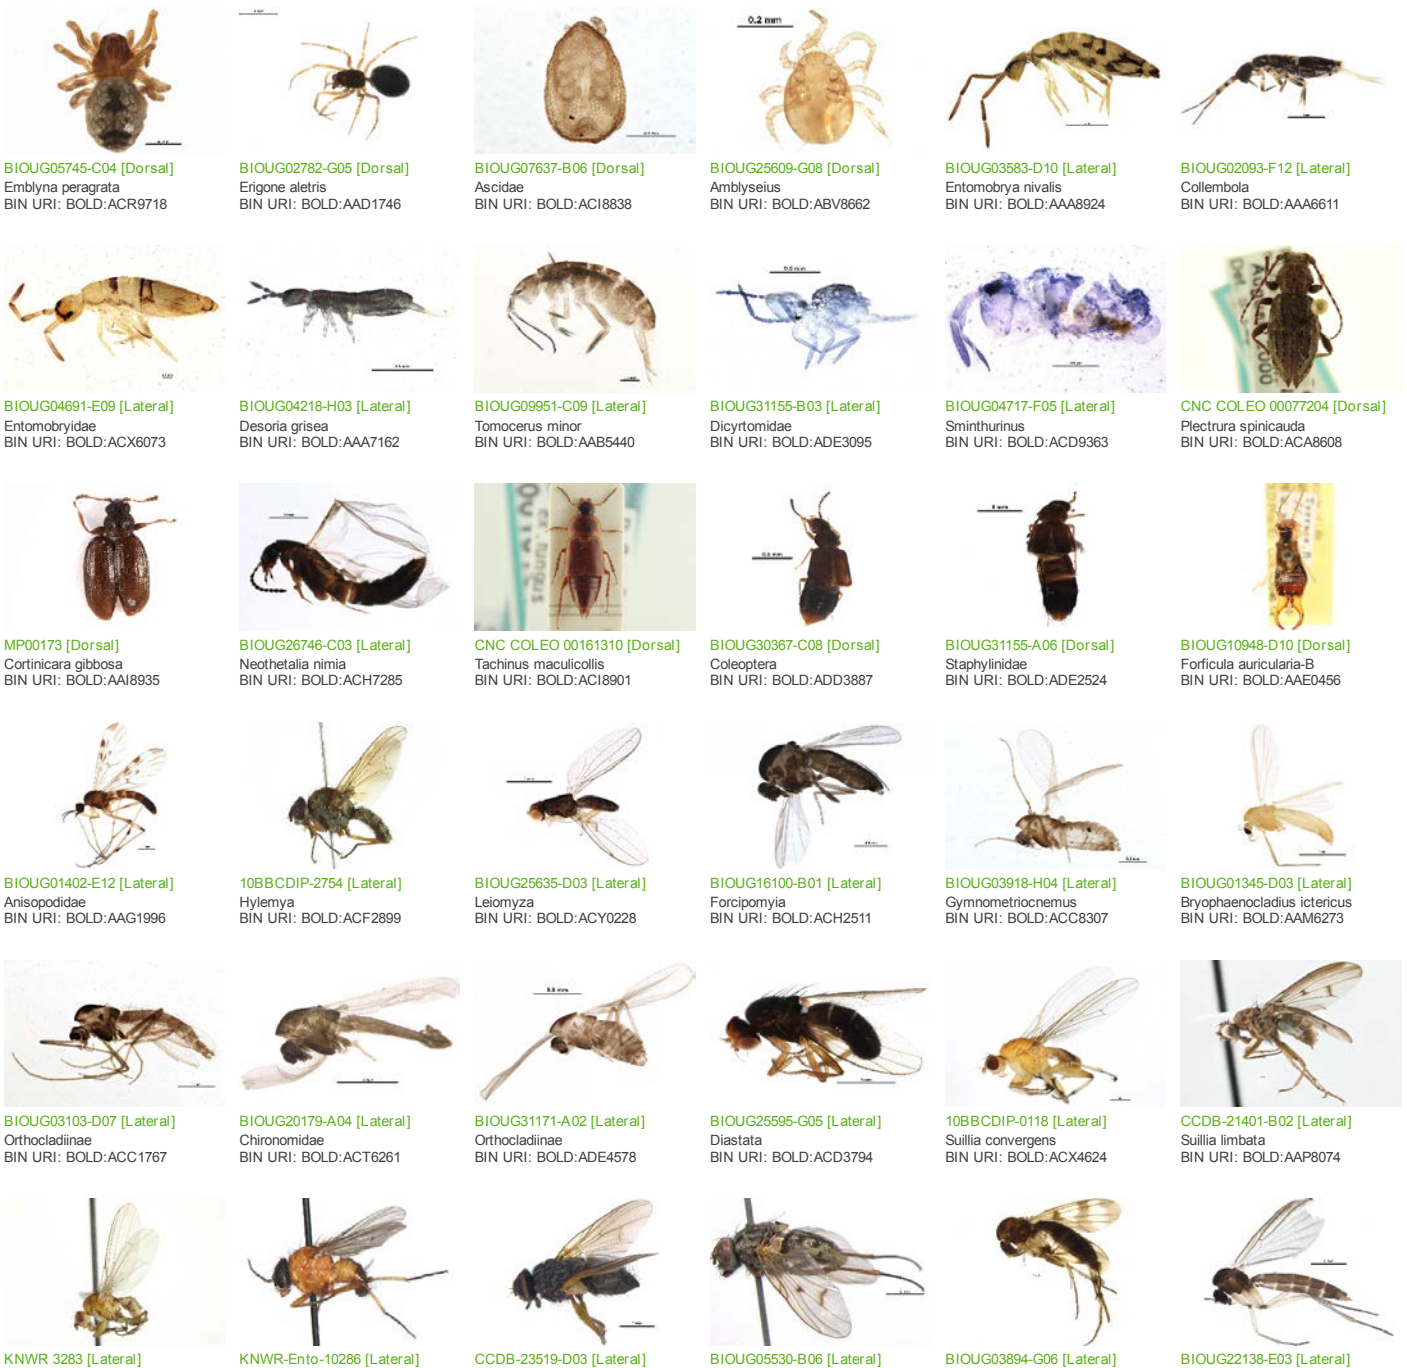 BIOUG05745-C04 [Dorsal]
Emblyna peragrata
BIN URI: BOLD:ACR9718
BIOUG02782-G05 [Dorsal]
Erigone aletris
BIN URI: BOLD:AAD1746
BIOUG07637-B06 [Dorsal]
Ascidae
BIN URI: BOLD:ACI8838
0.2 mm
BIOUG25609-G08 [Dorsal]
Amblyseius
BIN URI: BOLD:ABV8662
BIOUG03583-D10 [Lateral]
Entomobrya nivalis
BIN URI: BOLD:AAA8924
BIOUG02093-F12 [Lateral]
Collembola
BIN URI: BOLD:AAA6611
BIOUG04691-E09 [Lateral]
Entomobryidae
BIN URI: BOLD:ACX6073
BIOUG04218-H03 [Lateral]
Desoria grisea
BIN URI: BOLD:AAA7162
BIOUG09951-C09 [Lateral]
Tomocerus minor
BIN URI: BOLD:AAB5440
BIOUG31155-B03 [Lateral]
Dicyrtomidae
BIN URI: BOLD:ADE3095
BIOUG04717-F05 [Lateral]
Sminthurinus
BIN URI: BOLD:ACD9363
CNC COLEO 00077204 [Dorsal]
Plectrura spinicauda
BIN URI: BOLD:ACA8608
MP00173 [Dorsal]
Cortinicara gibbosa
BIN URI: BOLD:AAI8935
BIOUG26746-C03 [Lateral]
Neothetalia nimia
BIN URI: BOLD:ACH7285
CNC COLEO 00161310 [Dorsal]
Tachinus maculicollis
BIN URI: BOLD:ACI8901
BIOUG30367-C08 [Dorsal]
Coleoptera
BIN URI: BOLD:ADD3887
BIOUG31155-A06 [Dorsal]
Staphylinidae
BIN URI: BOLD:ADE2524
BIOUG10948-D10 [Dorsal]
Forficula auricularia-B
BIN URI: BOLD:AAE0456
BIOUG01402-E12 [Lateral]
Anisopodidae
BIN URI: BOLD:AAG1996
10BBCDIP-2754 [Lateral]
Hylemya
BIN URI: BOLD:ACF2899
BIOUG25635-D03 [Lateral]
Leiomyza
BIN URI: BOLD:ACY0228
BIOUG16100-B01 [Lateral]
Forcipomyia
BIN URI: BOLD:ACH2511
BIOUG03918-H04 [Lateral]
Gymnometriocnemus
BIN URI: BOLD:ACC8307
BIOUG01345-D03 [Lateral]
Bryophaenocladius ictericus
BIN URI: BOLD:AAM6273
BIOUG03103-D07 [Lateral]
Orthocladiinae
BIN URI: BOLD:ACC1767
BIOUG20179-A04 [Lateral]
Chironomidae
BIN URI: BOLD:ACT6261
BIOUG31171-A02 [Lateral]
Orthocladiinae
BIN URI: BOLD:ADE4578
BIOUG25595-G05 [Lateral]
Diastata
BIN URI: BOLD:ACD3794
10BBCDIP-0118 [Lateral]
Suillia convergens
BIN URI: BOLD:ACX4624
CCDB-21401-B02 [Lateral]
Suillia limbata
BIN URI: BOLD:AAP8074
KNWR 3283 [Lateral]
KNWR-Ento-10286 [Lateral]
CCDB-23519-D03 [Lateral]
BIOUG05530-B06 [Lateral]
BIOUG03894-G06 [Lateral]
BIOUG22138-E03 [Lateral]